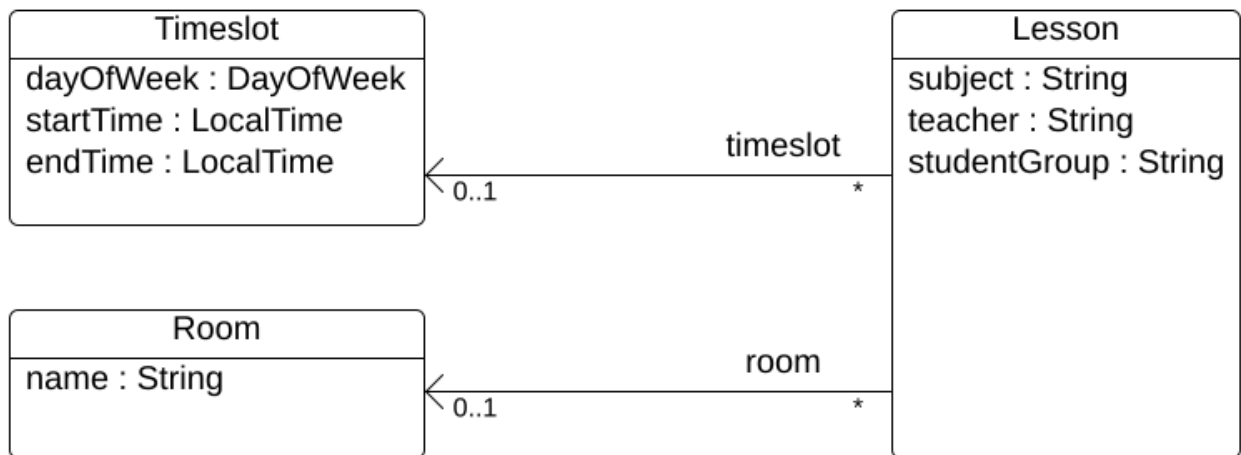 Timeslot
dayOfWeek : DayOfWeek
startTime : LocalTime
endTime : LocalTime
timeslot
0..1
*
Lesson
subject : String
teacher : String
studentGroup : String
Room
name : String
room
0..1
*